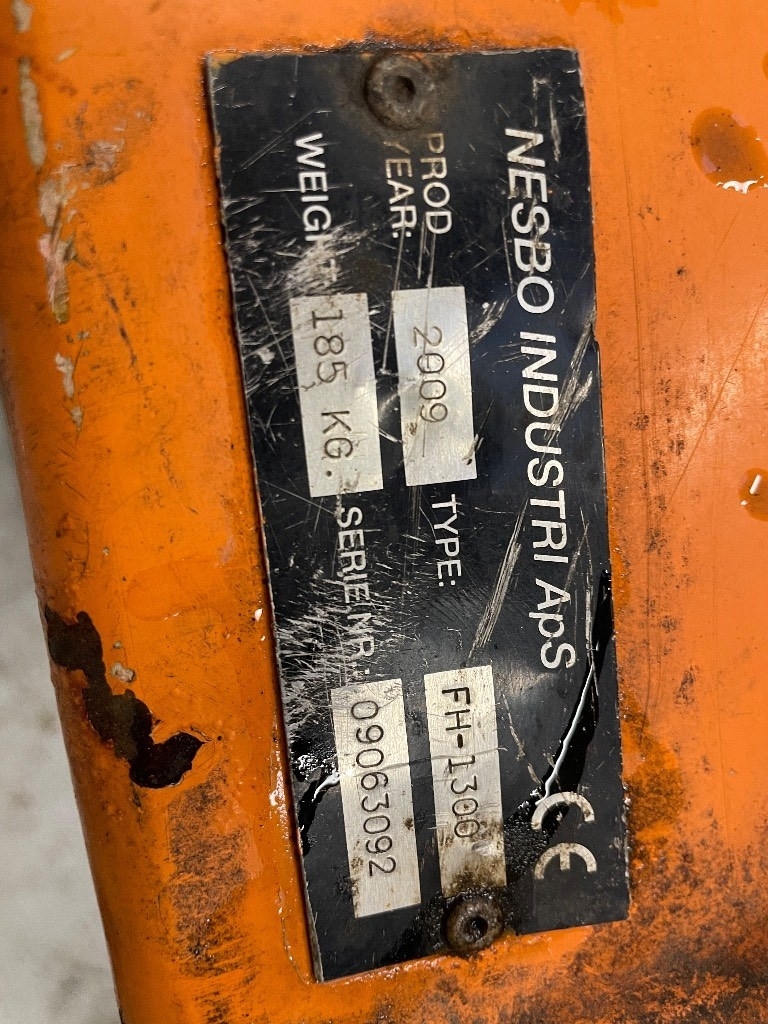 NESBO INDUSTRI ApS CE
PROD YEAR: 2009 TYPE: FH-1300
WEIGHT 185 KG. SERIE NR.: 09063092